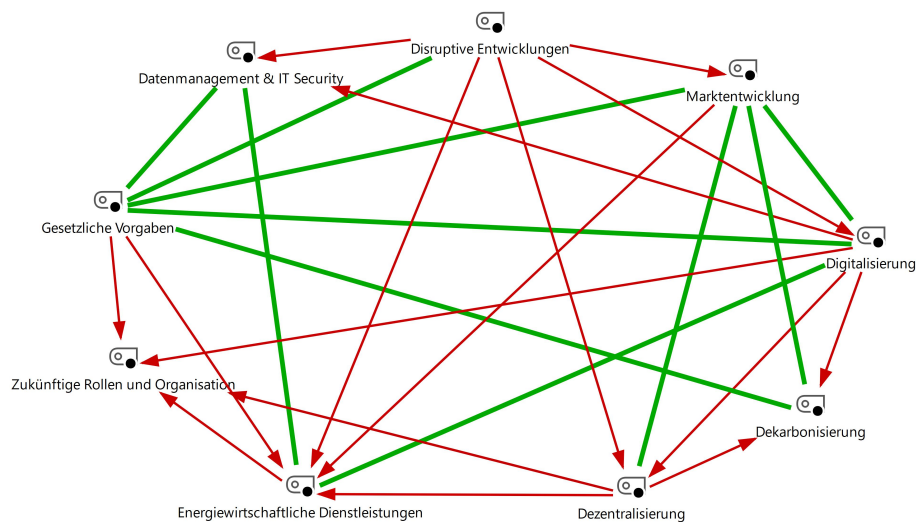 Disruptive Entwicklungen
Datenmanagement & IT Security
Marktentwicklung
Gesetzliche Vorgaben
Digitalisierung
Zukünftige Rollen und Organisation
Dekarbonisierung
Energiewirtschaftliche Dienstleistungen
Dezentralisierung